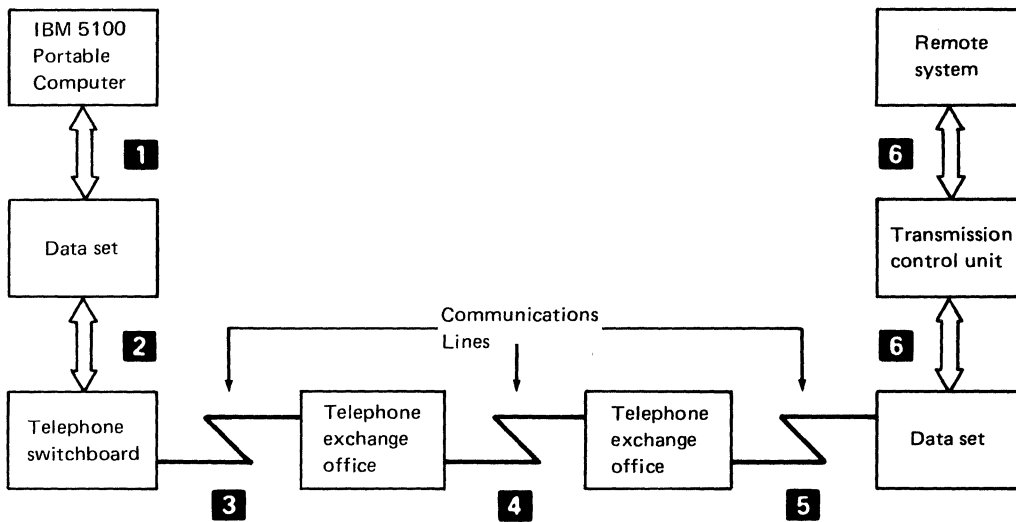 IBM 5100
Portable
Computer
Remote
system
1
6
Data set
Transmission
control unit
2
Communications
Lines
6
Telephone
switchboard
Telephone
exchange
office
Telephone
exchange
office
Data set
3
4
5